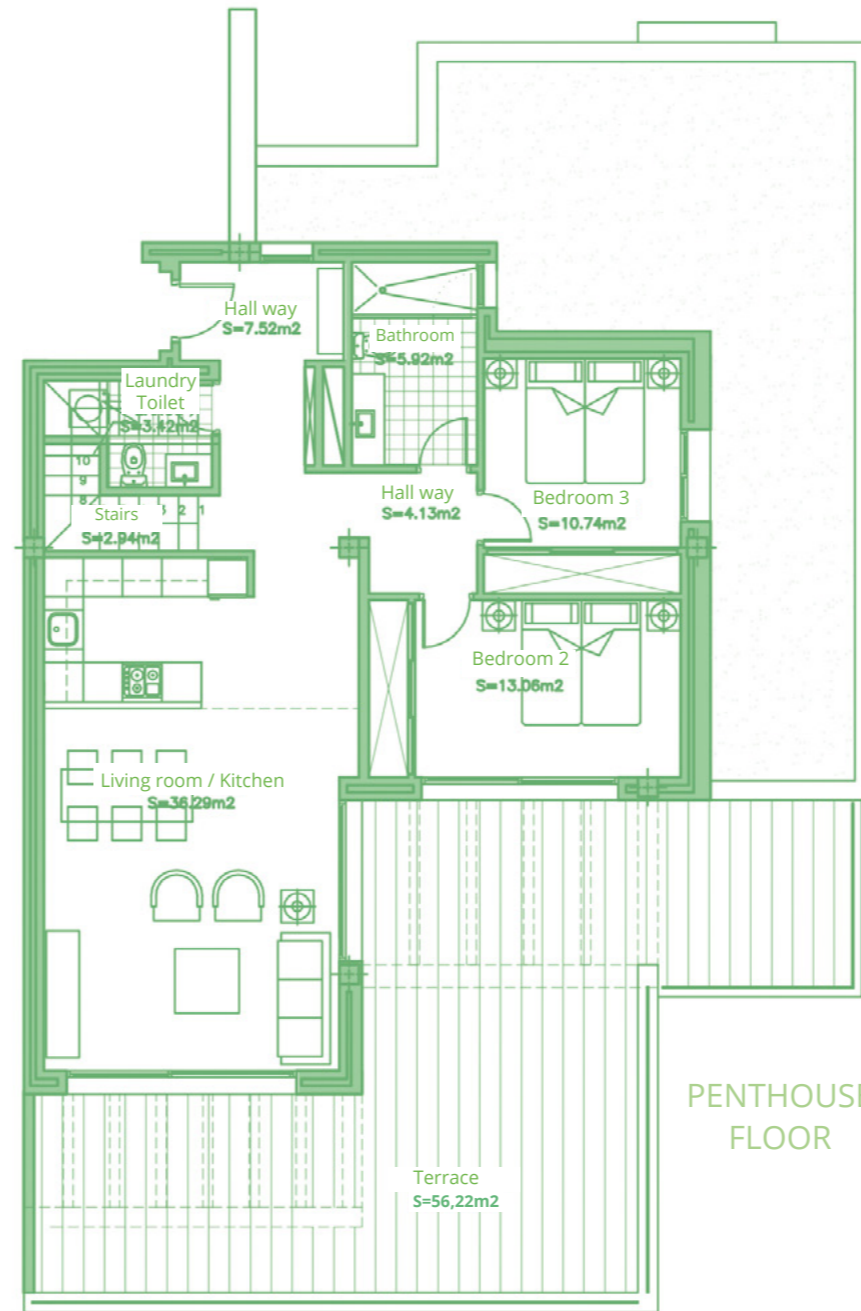 Hall way
S=7.52m2
Bathroom
S=5.92m2
Laundry
Toilet
S=3.42m2
10
9
8
Stairs
3 2 1
S=2.94m2
Hall way
S=4.13m2
Bedroom 3
S=10.74m2
Bedroom 2
S=13.06m2
Living room / Kitchen
S=36.29m2
PENTHOUSE
FLOOR
Terrace
S=56,22m2